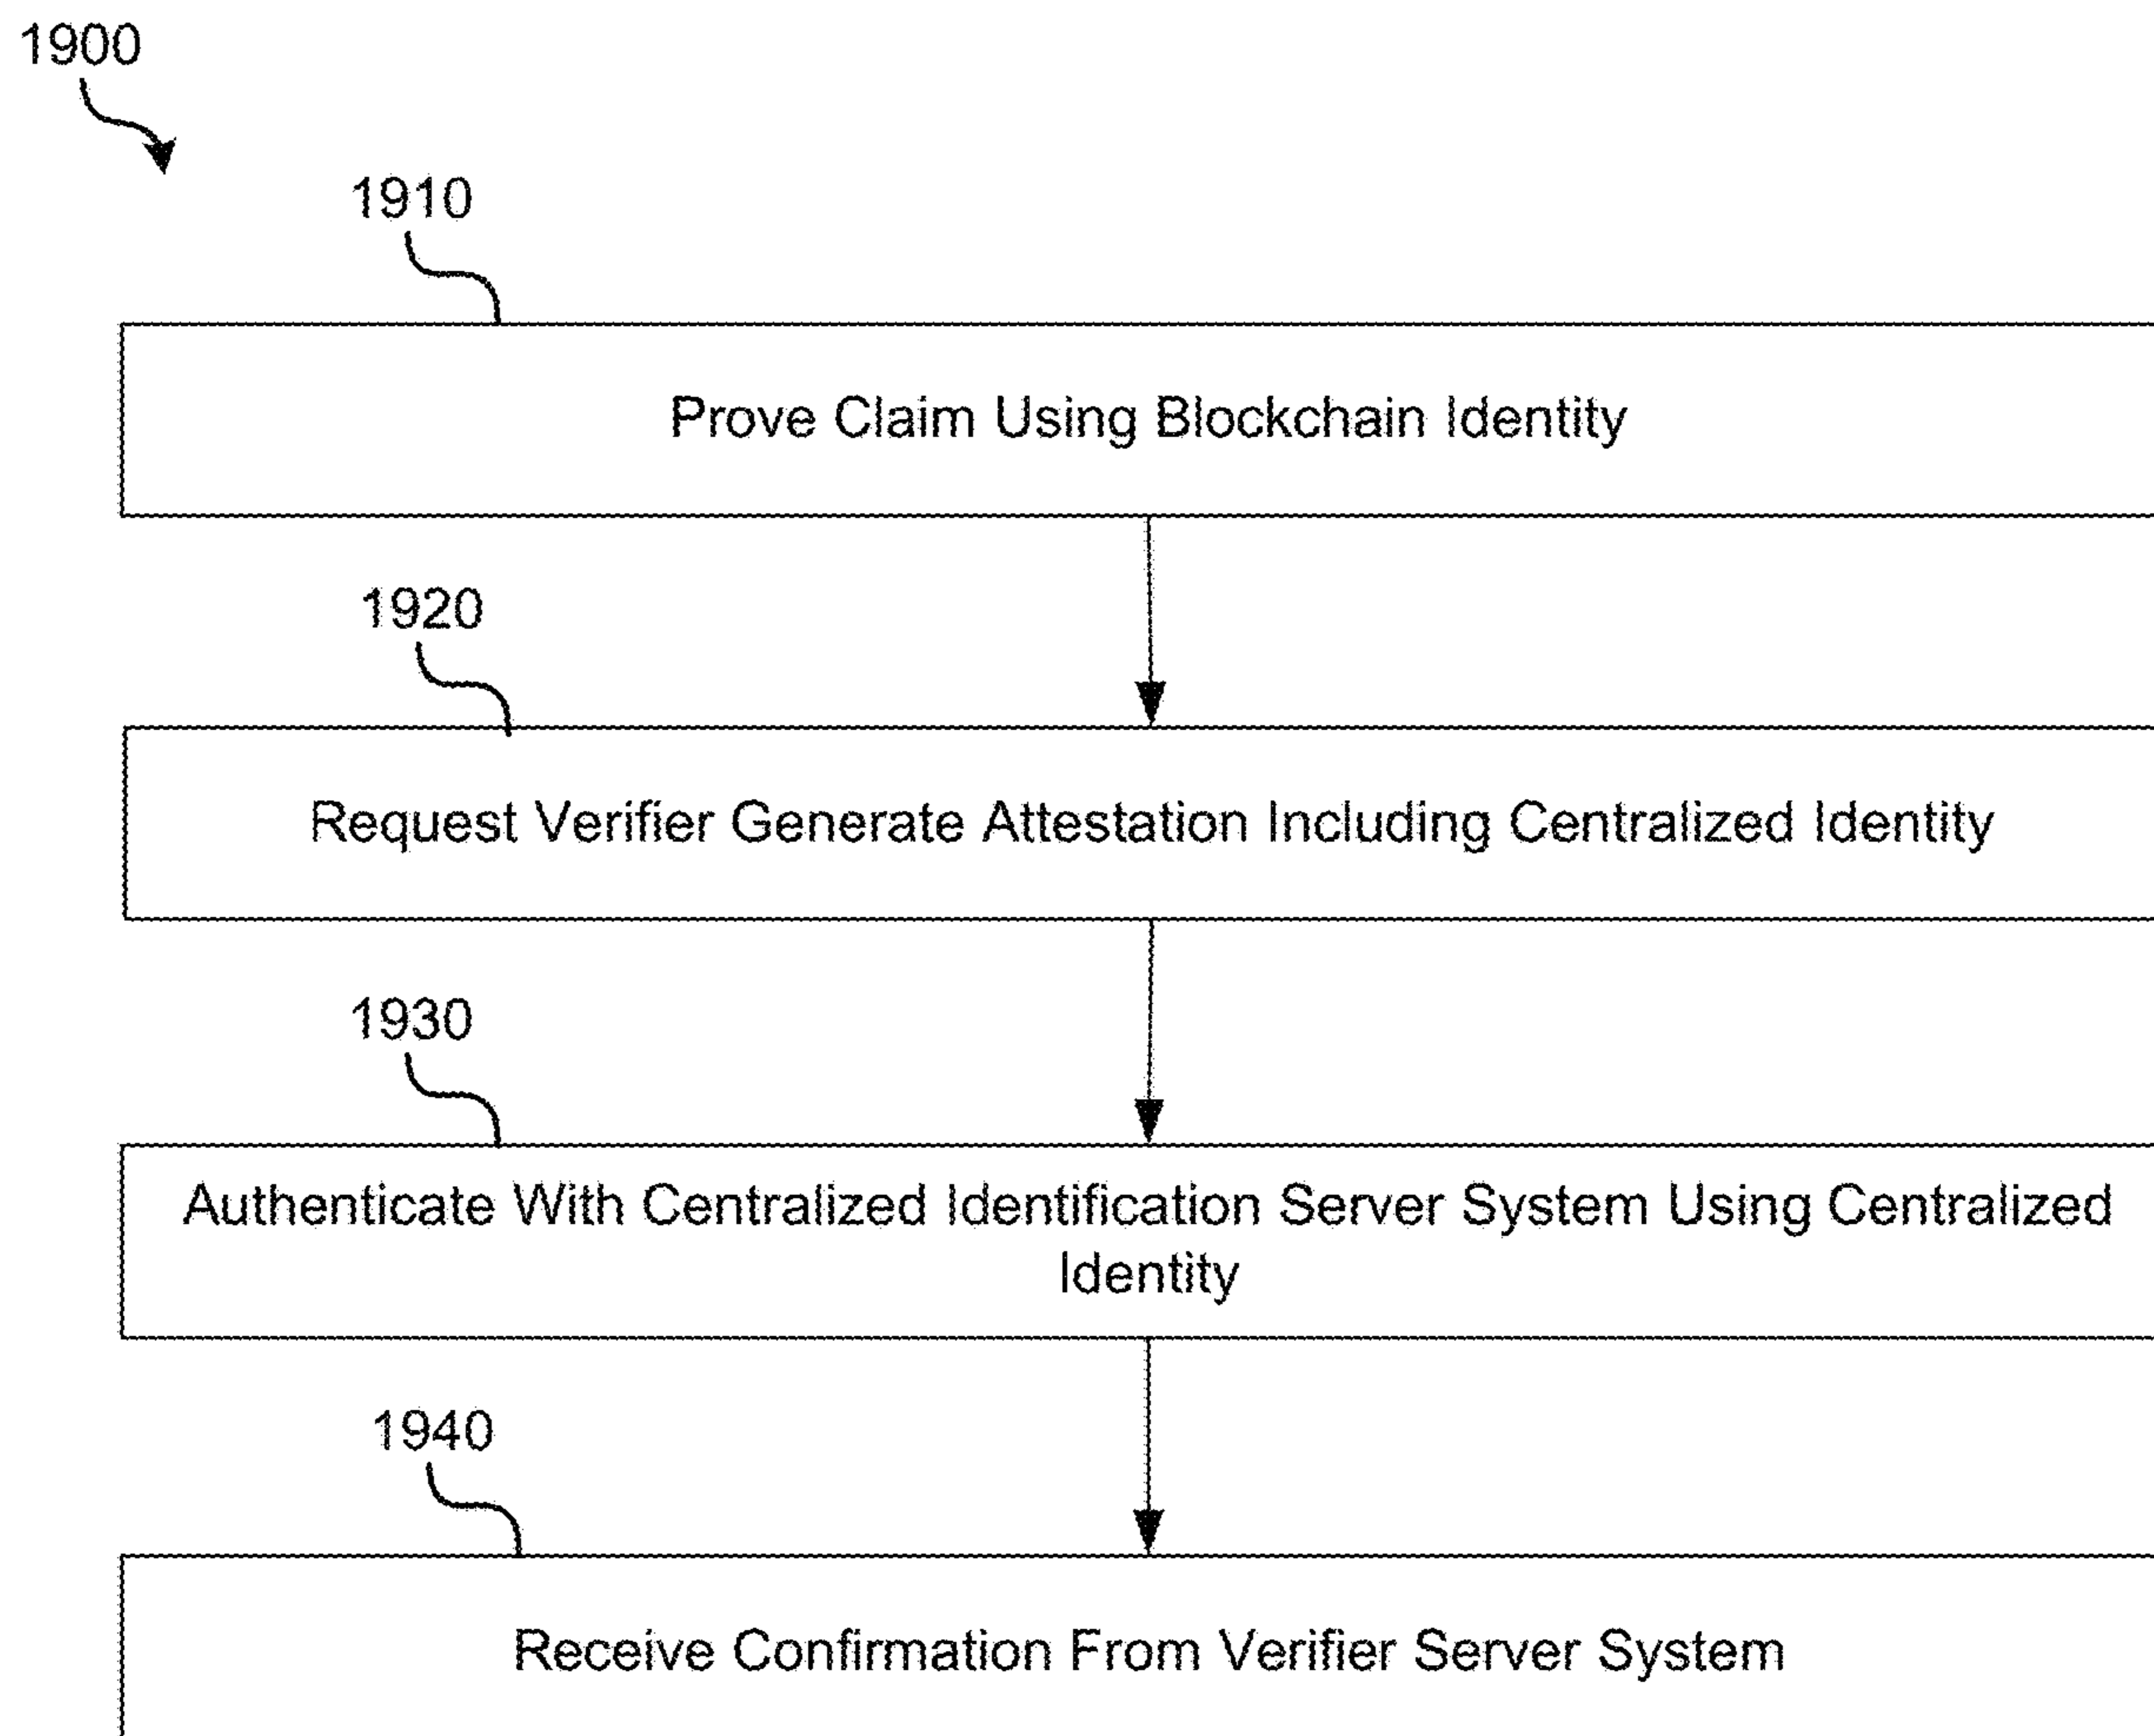 1900
1910
Prove Claim Using Blockchain Identity
1920
Request Verifier Generate Attestation Including Centralized Identity
1930
Authenticate With Centralized Identification Server System Using Centralized
Identity
1940
Receive Confirmation From Verifier Server System